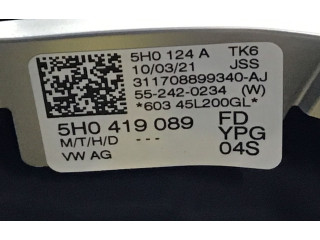 5H0 124 A TK6
10/03/21 JSS
311708899340-AJ
55-242-0234 (W)
*603 45L200GL*
5H0 419 089 FD
M/T/H/D --- YPG
VW AG 04S